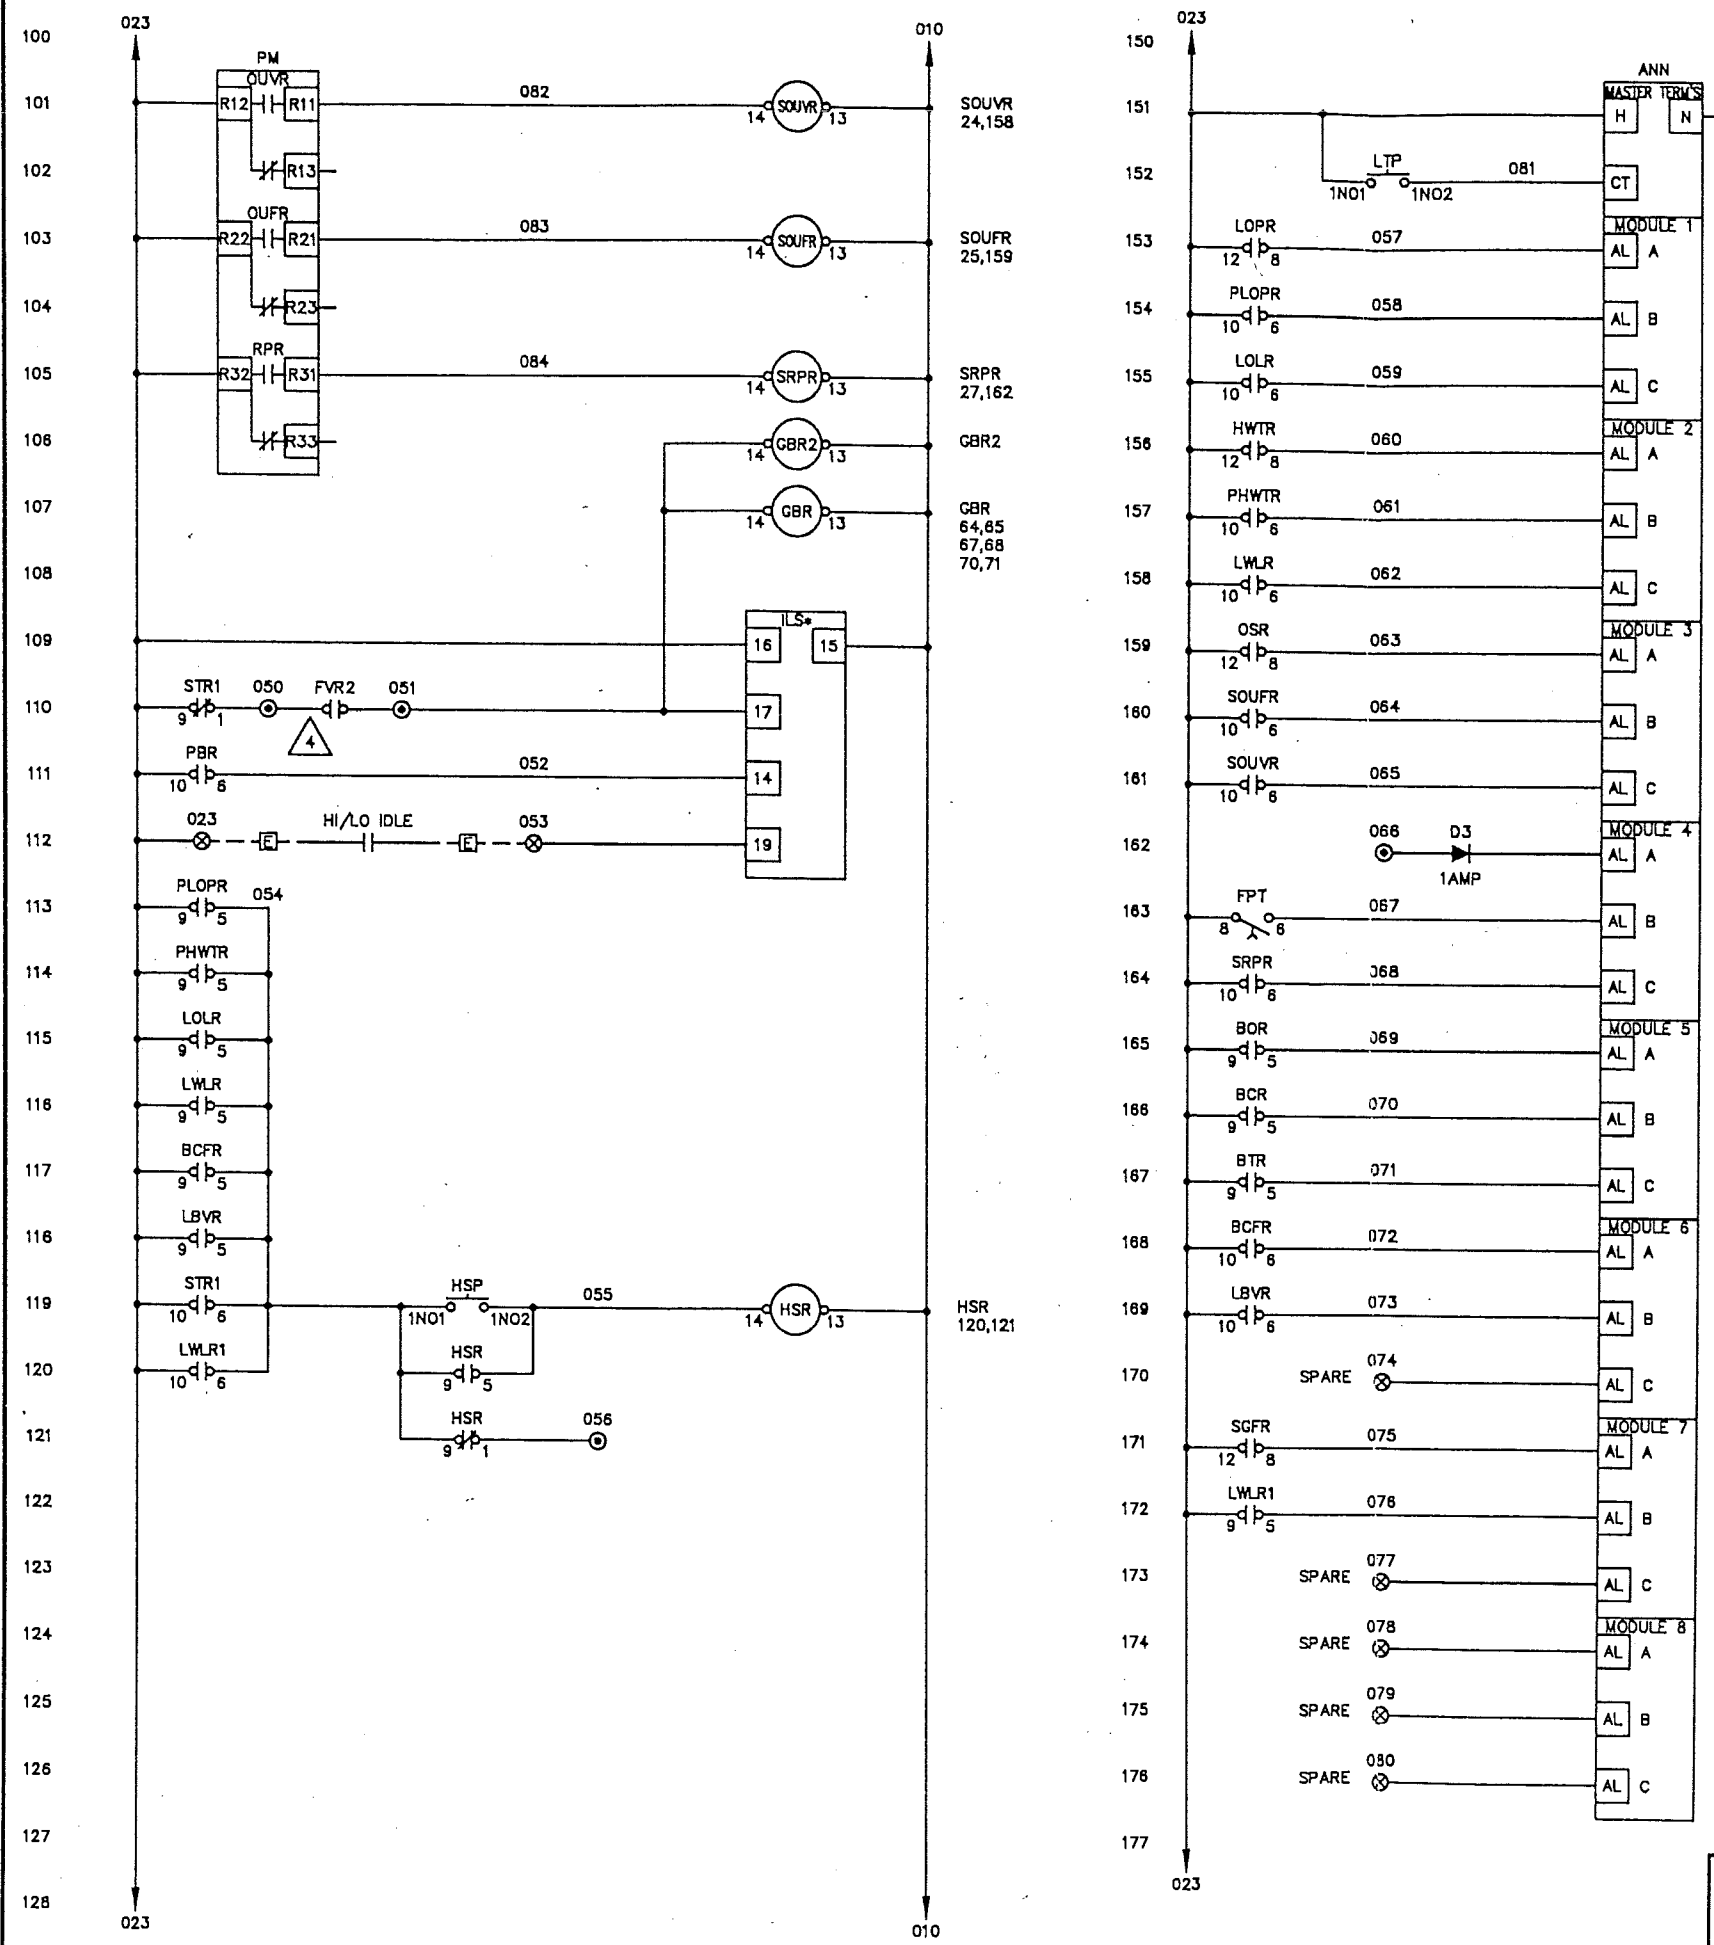 023
010
100
PM
OUVR
101
R12
R11
082
14
SOUVR
13
SOUVR
24,158
102
R13
OUFR
103
R22
R21
083
14
SOUFR
13
SOUFR
25,159
104
R23
RPR
105
R32
R31
084
14
SRPR
13
SRPR
27,162
106
R33
14
GBR2
13
GBR2
107
14
GBR
13
GBR
64,65
67,68
70,71
108
ILS*
109
16
15
110
STR1
9
1
050
FVR2
051
17
4
111
PBR
10
6
052
14
112
023
E
HI/LO IDLE
E
053
19
113
PLOPR
9
5
054
114
PHWTR
9
5
115
LOLR
9
5
116
LWLR
9
5
117
BCFR
9
5
118
LBVR
9
5
119
STR1
10
6
HSP
1NO1
1NO2
055
14
HSR
13
HSR
120,121
120
LWLR1
10
6
HSR
9
5
121
HSR
9
1
056
122
123
124
125
126
127
128
023
010
023
150
ANN
MASTER TERM'S
151
H
N
152
LTP
1NO1
1NO2
081
CT
MODULE 1
153
LOPR
12
8
057
AL
A
154
PLOPR
10
6
058
AL
B
155
LOLR
10
6
059
AL
C
MODULE 2
156
HWTR
12
8
060
AL
A
157
PHWTR
10
6
061
AL
B
158
LWLR
10
6
062
AL
C
MODULE 3
159
OSR
12
8
063
AL
A
160
SOUFR
10
6
064
AL
B
161
SOUVR
10
6
065
AL
C
MODULE 4
162
066
D3
1AMP
AL
A
163
FPT
8
6
067
AL
B
164
SRPR
10
6
068
AL
C
MODULE 5
165
BOR
9
5
069
AL
A
166
BCR
9
5
070
AL
B
167
BTR
9
5
071
AL
C
MODULE 6
168
BCFR
10
6
072
AL
A
169
LBVR
10
6
073
AL
B
170
SPARE
074
AL
C
MODULE 7
171
SGFR
12
8
075
AL
A
172
LWLR1
9
5
076
AL
B
173
SPARE
077
AL
C
MODULE 8
174
SPARE
078
AL
A
175
SPARE
079
AL
B
176
SPARE
080
AL
C
177
023